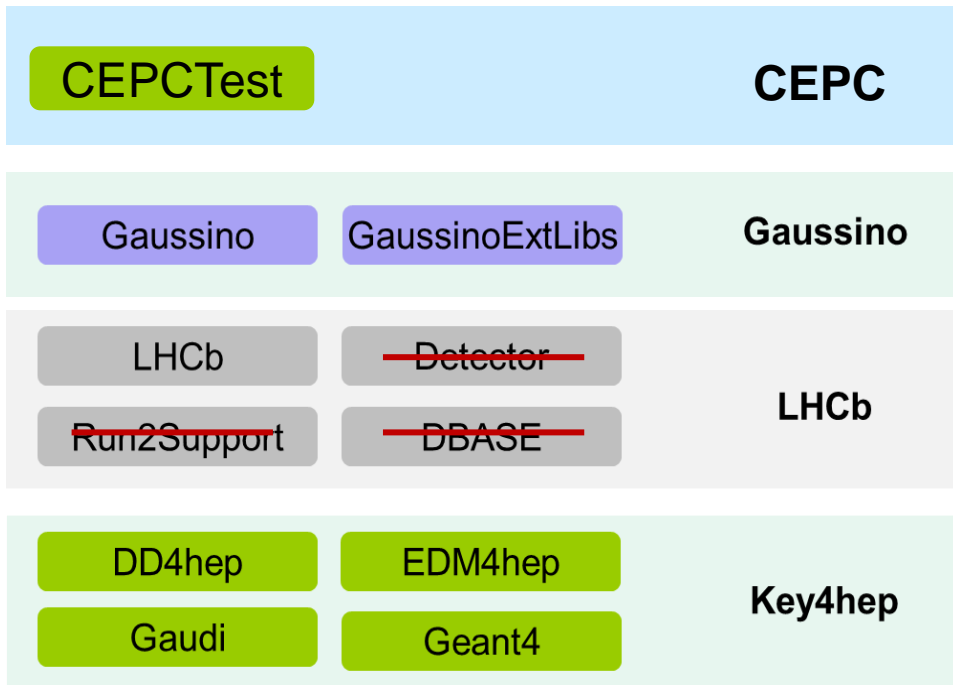 CEPCTest
CEPC
Gaussino
GaussinoExtLibs
Gaussino
LHCb
Detector
Run2Support
DBASE
LHCb
DD4hep
EDM4hep
Gaudi
Geant4
Key4hep